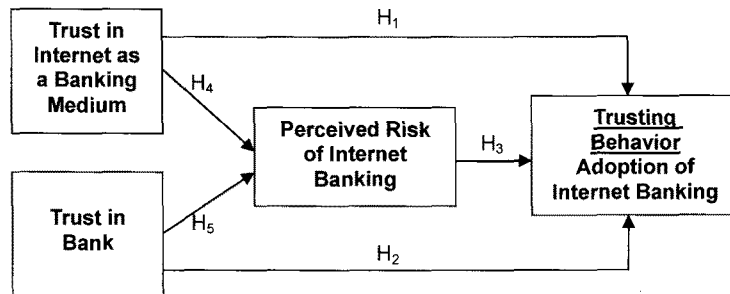 Trust in
Internet as
a Banking
Medium
H1
H4
Perceived Risk
of Internet
Banking
H3
Trusting
Behavior
Adoption of
Internet Banking
Trust in
Bank
H5
H2